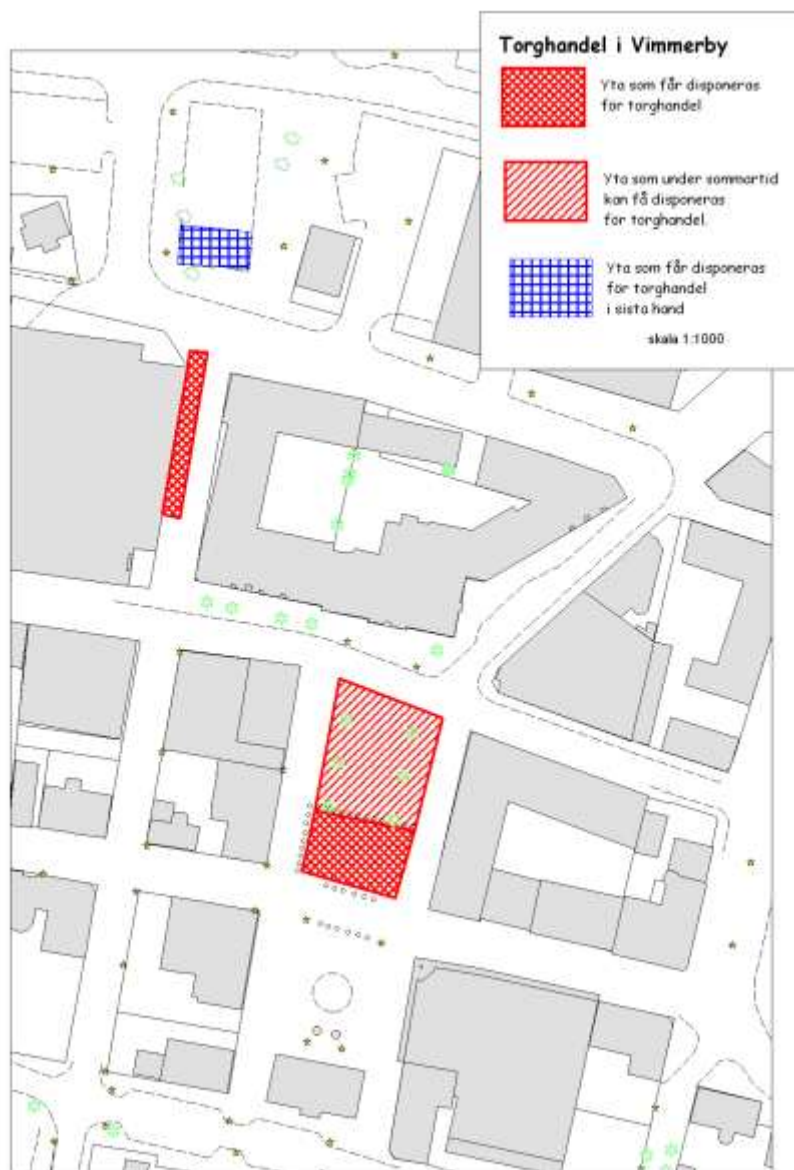 Torghandel i Vimmerby
Yta som får disponeras
för torghandel
Yta som under sommartid
kan få disponeras
för torghandel.
Yta som får disponeras
för torghandel
i sista hand
skala 1:1000